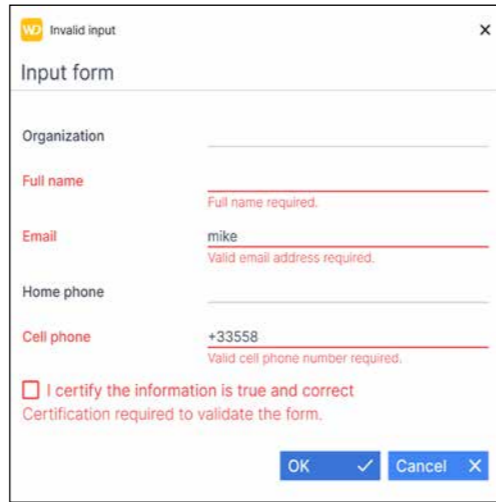 WD Invalid input
Input form
Organization
Full name
Full name required.
Email mike
Valid email address required.
Home phone
Cell phone +33558
Valid cell phone number required.
I certify the information is true and correct
Certification required to validate the form.
OK Cancel